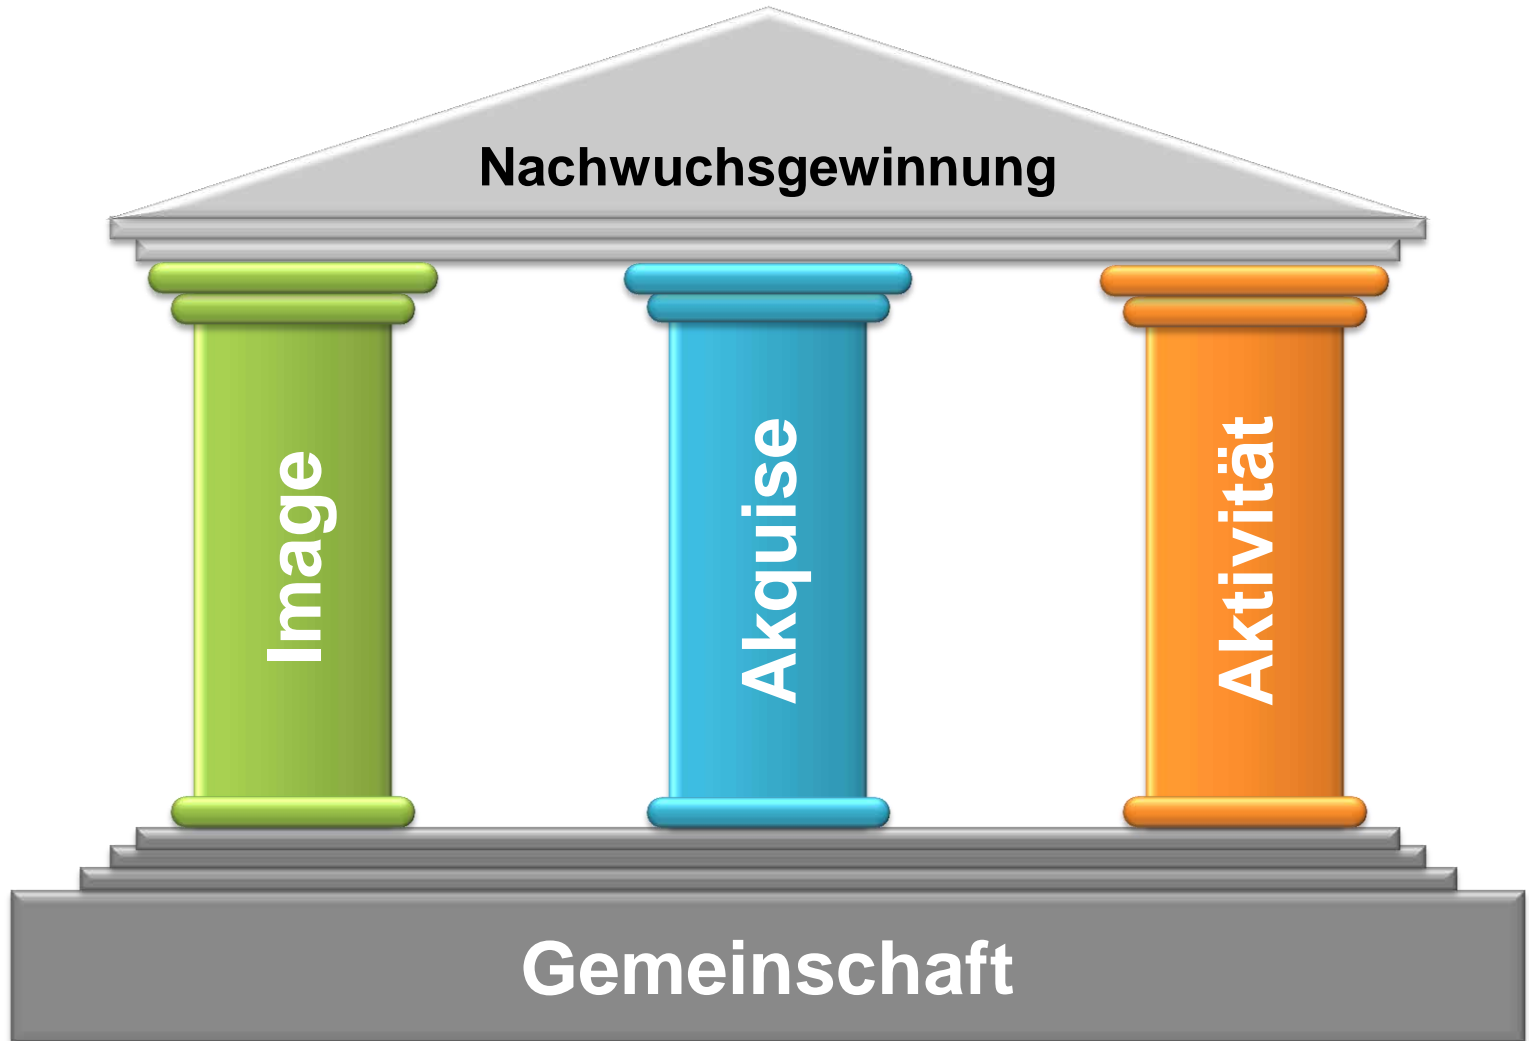 Nachwuchsgewinnung
Image
Akquise
Aktivität
Gemeinschaft